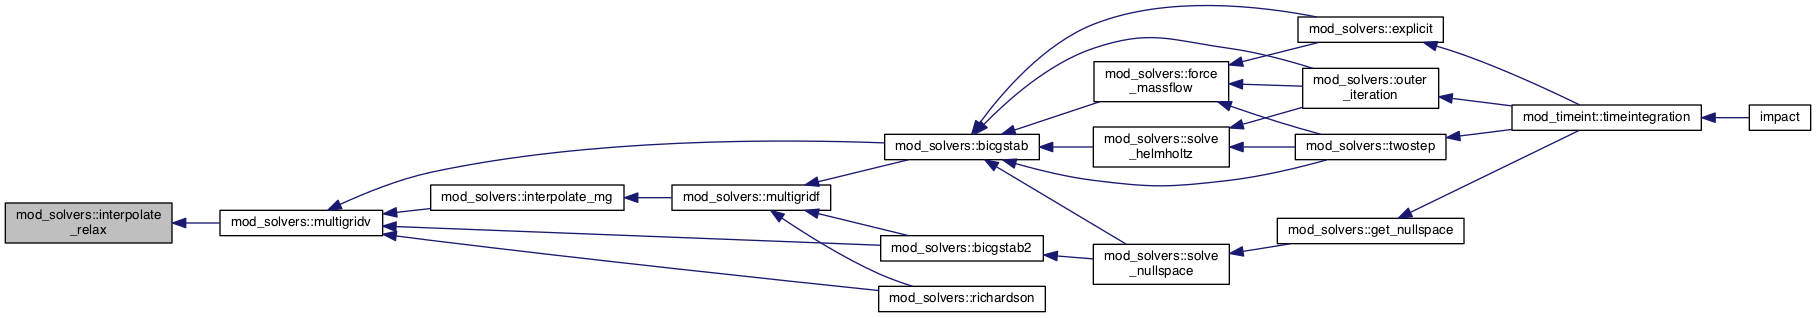 mod_solvers::interpolate
_relax
mod_solvers::multigridv
mod_solvers::interpolate_mg
mod_solvers::multigridf
mod_solvers::bicgstab
mod_solvers::bicgstab2
mod_solvers::richardson
mod_solvers::force
_massflow
mod_solvers::solve
_helmholtz
mod_solvers::solve
_nullspace
mod_solvers::explicit
mod_solvers::outer
_iteration
mod_solvers::twostep
mod_solvers::get_nullspace
mod_timeint::timeintegration
impact